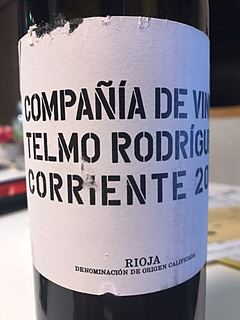 COMPAÑÍA DE VIN
TELMO RODRÍGU
CORRIENTE 20
RIOJA
DENOMINACIÓN DE ORIGEN CALIFICADA